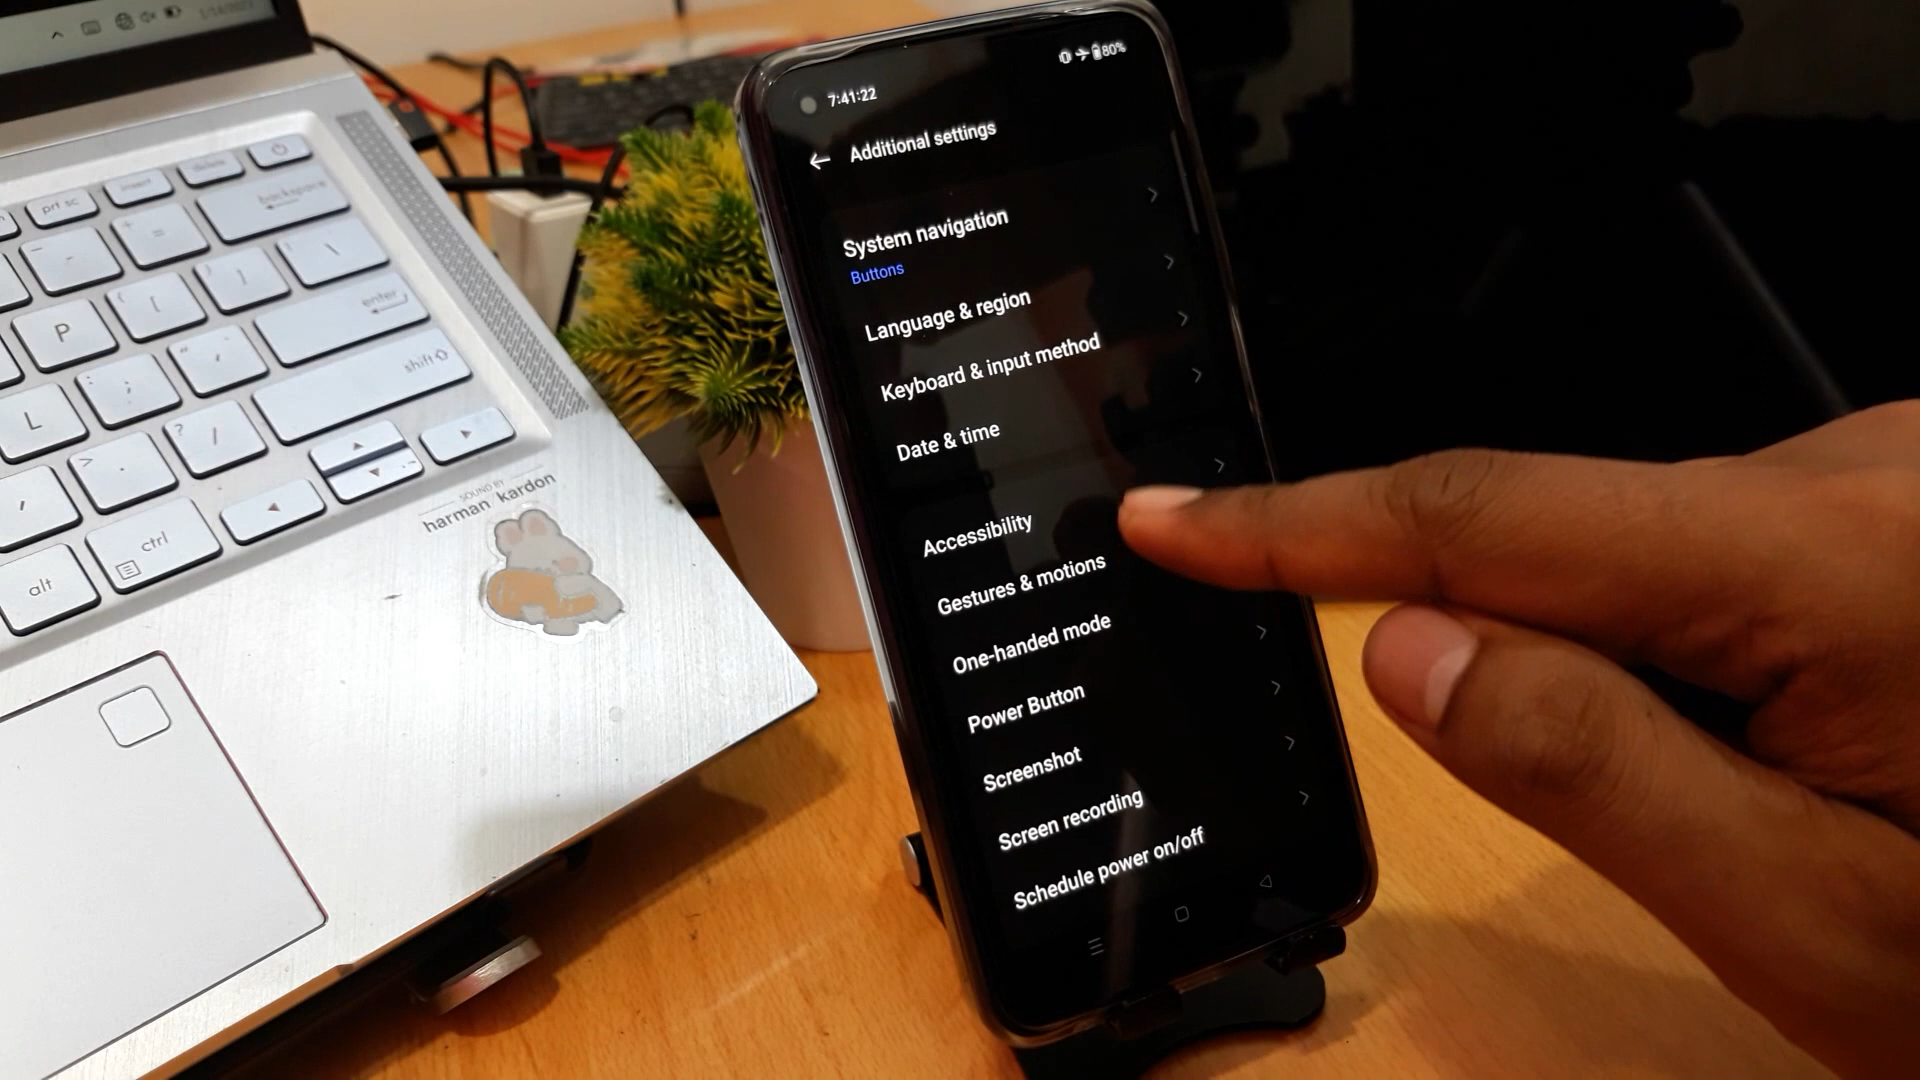 7:41:22
80%
Additional settings
System navigation
Buttons
Language & region
Keyboard & input method
Date & time
Accessibility
Gestures & motions
One-handed mode
Power Button
Screenshot
Screen recording
Schedule power on/off
prt sc
insert
delete
backspace
+
=
-
\
P
{
[
}
]
enter
L
:
;
shift
>
.
?
/
alt
ctrl
SOUND BY
harman/kardon